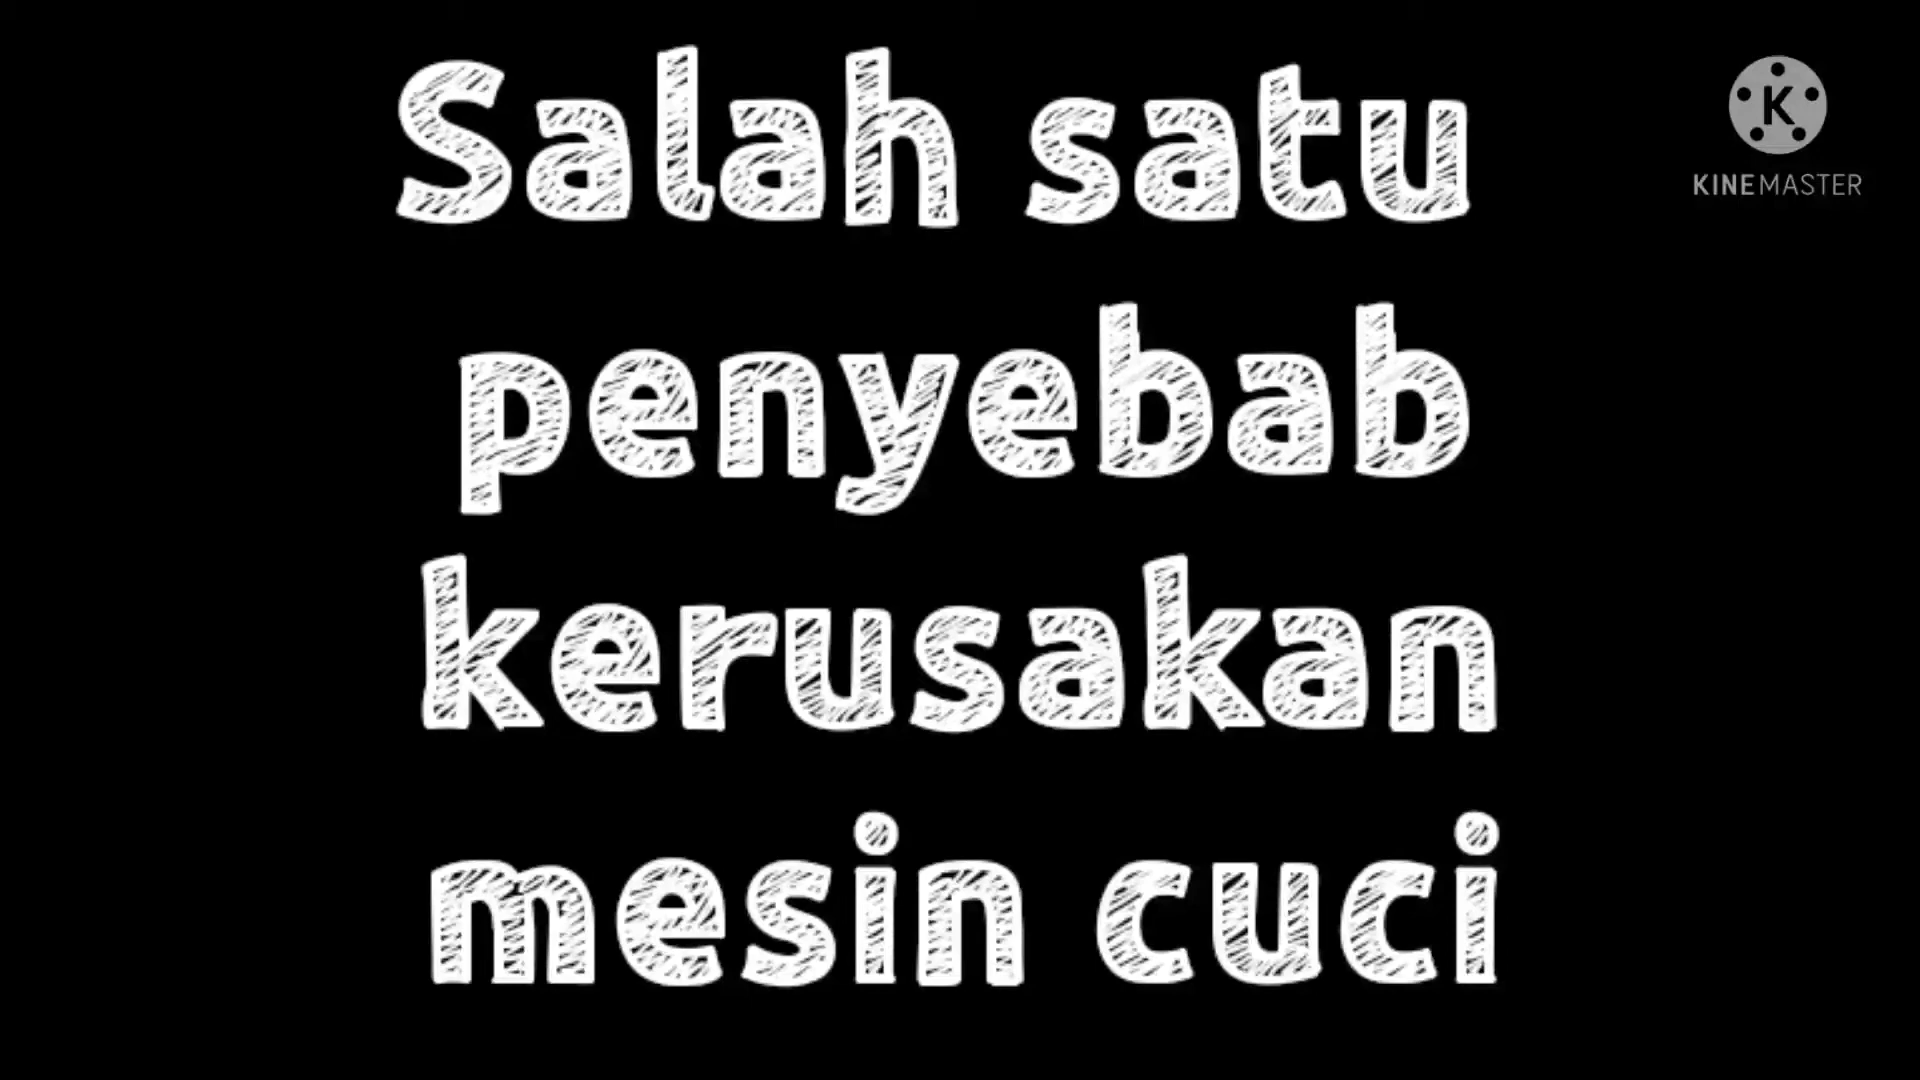 Salah satu
penyebab
kerusakan
mesin cuci
K
KINEMASTER